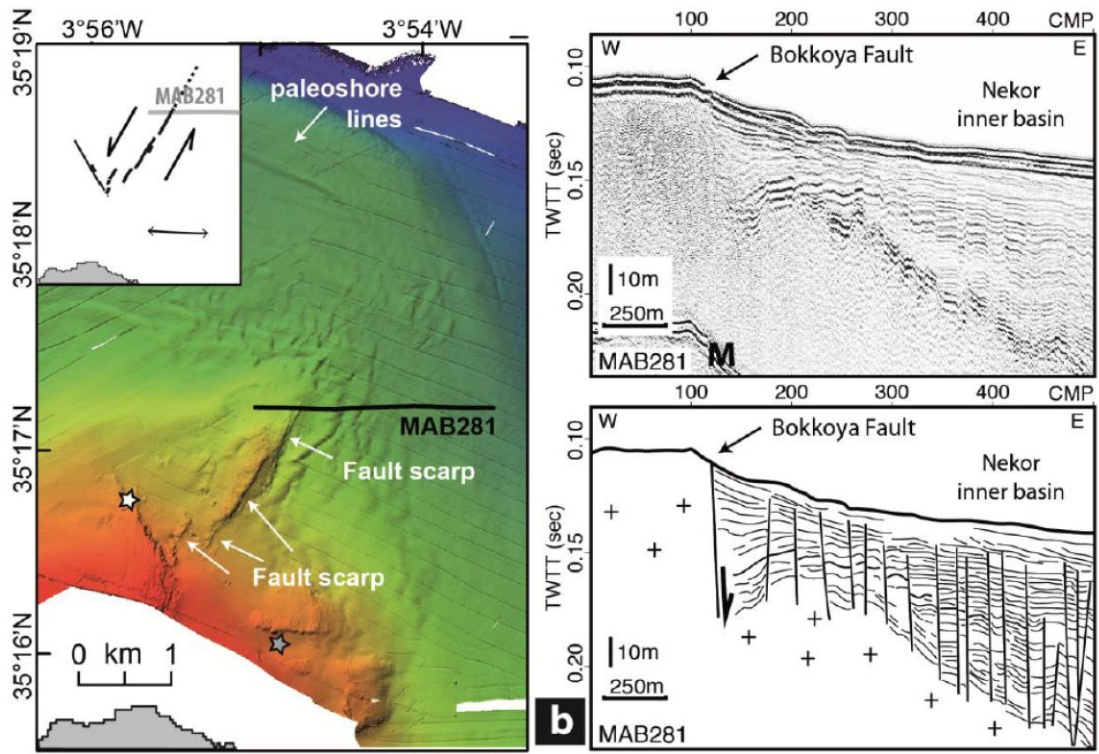 3°56'W
3°54'W
35°19'N
35°18'N
35°17'N
35°16'N
MAB281
paleoshore
lines
MAB281
Fault scarp
Fault scarp
0 km 1
b
100 200 300 400 CMP
W E
Bokkoya Fault
Nekor
inner basin
0.10
0.15
0.20
TWTT (sec)
10m
250m
MAB281
M
100 200 300 400 CMP
W E
Bokkoya Fault
Nekor
inner basin
0.10
0.15
0.20
TWTT (sec)
10m
250m
MAB281